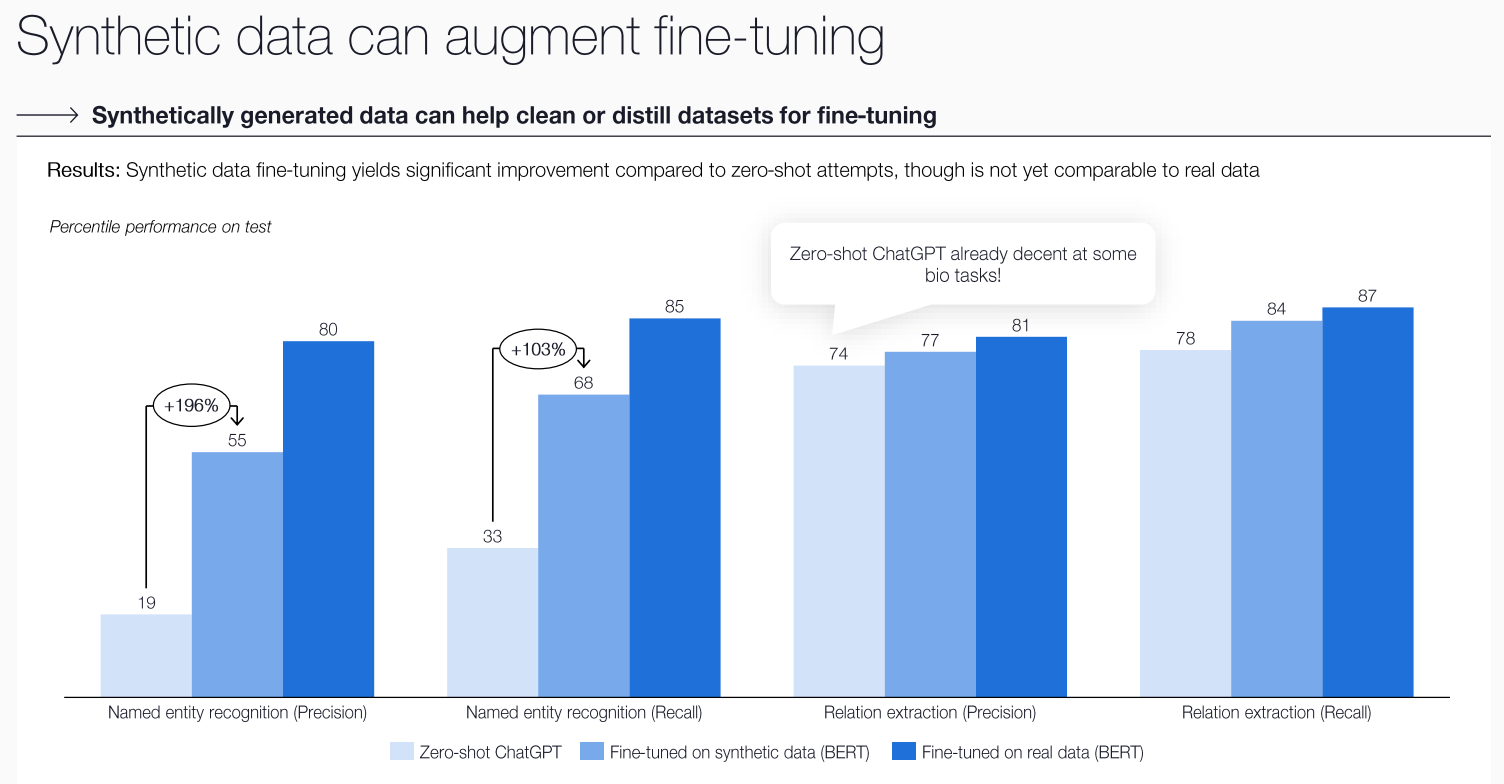 Synthetic data can augment fine-tuning
Synthetically generated data can help clean or distill datasets for fine-tuning
Results: Synthetic data fine-tuning yields significant improvement compared to zero-shot attempts, though is not yet comparable to real data
Percentile performance on test
Zero-shot ChatGPT already decent at some
bio tasks!
+196%
19
55
80
+103%
33
68
85
74
77
81
78
84
87
Named entity recognition (Precision)
Named entity recognition (Recall)
Relation extraction (Precision)
Relation extraction (Recall)
Zero-shot ChatGPT
Fine-tuned on synthetic data (BERT)
Fine-tuned on real data (BERT)